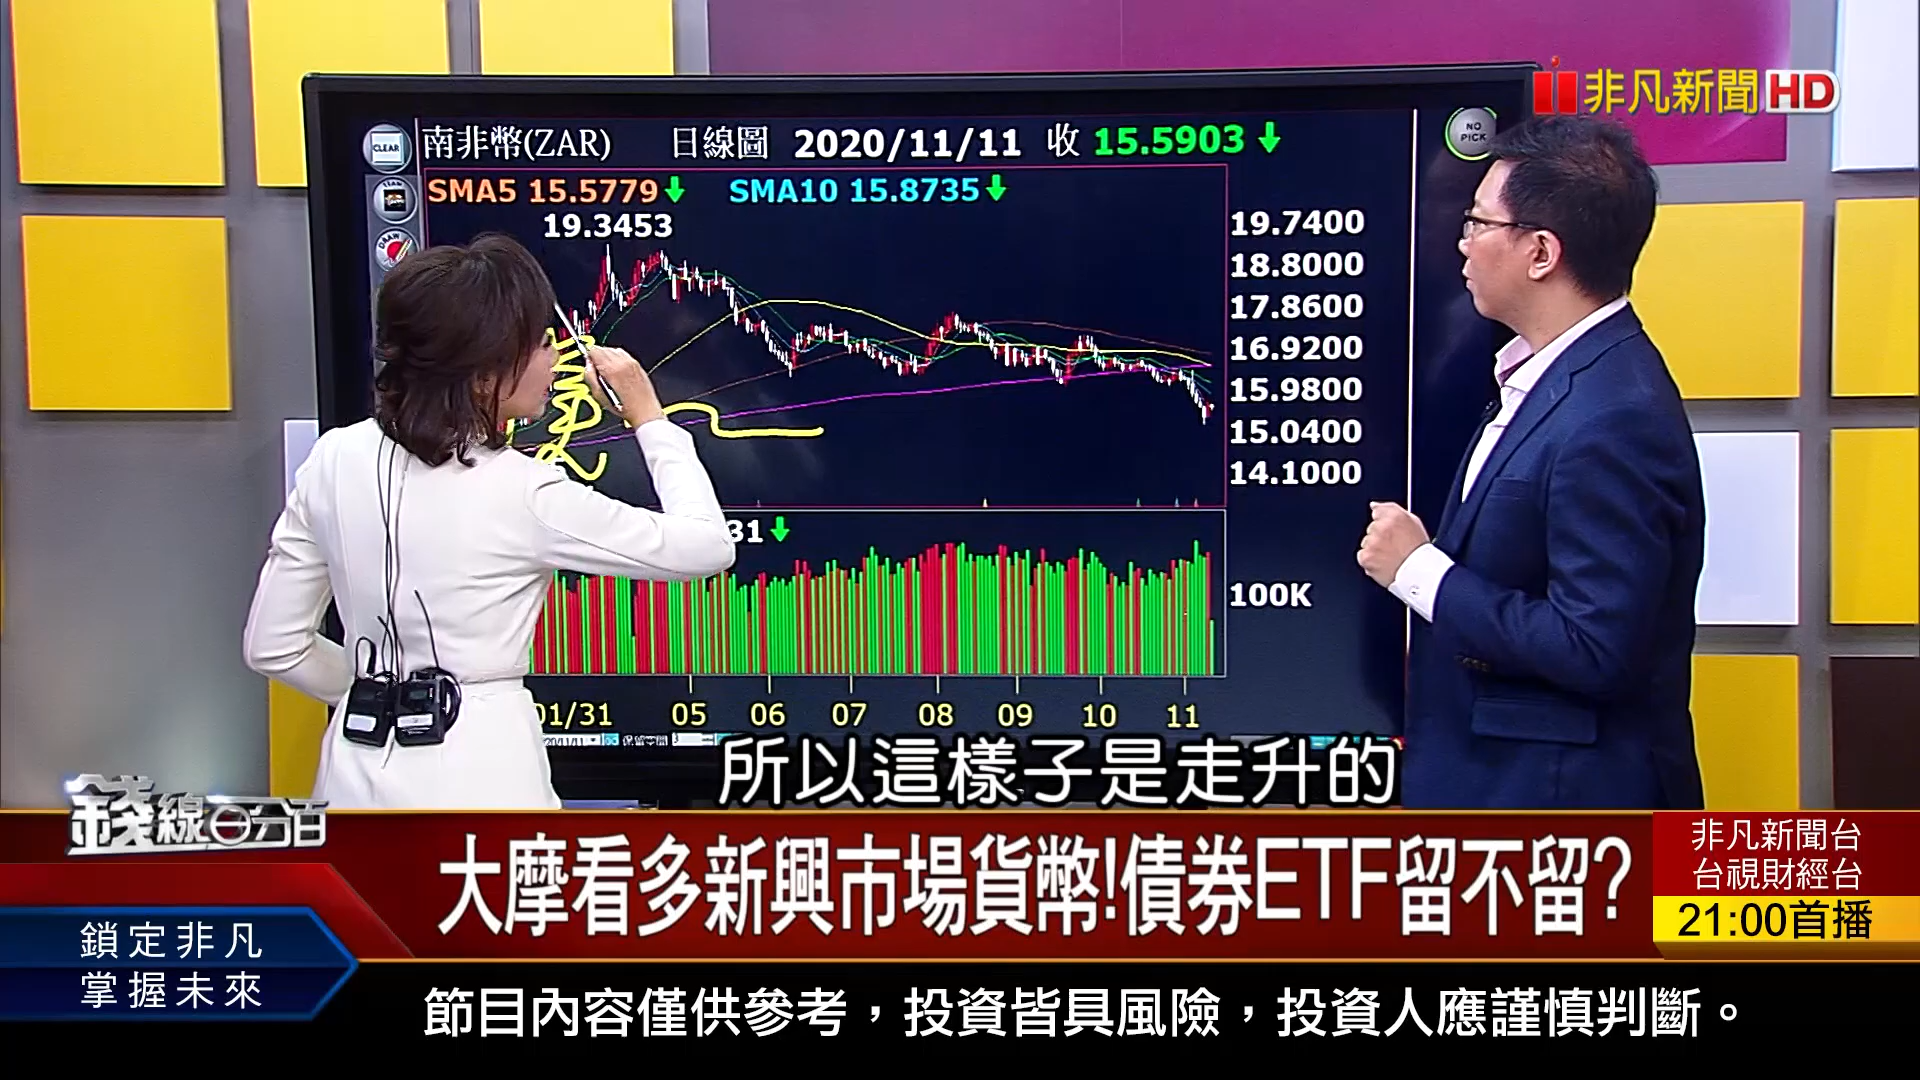 非凡新聞HD
南非幣(ZAR) 日線圖 2020/11/11 收 15.5903↓
NO
PICK
CLEAR
SMA5 15.5779↓ SMA10 15.8735↓
19.3453
19.7400
18.8000
17.8600
16.9200
15.9800
15.0400
14.1000
31↓
100K
01/31 05 06 07 08 09 10 11
所以這樣子是走升的
錢線百分百
大摩看多新興市場貨幣!債券ETF留不留?
非凡新聞台
台視財經台
21:00首播
鎖定非凡
掌握未來
節目內容僅供參考，投資皆具風險，投資人應謹慎判斷。